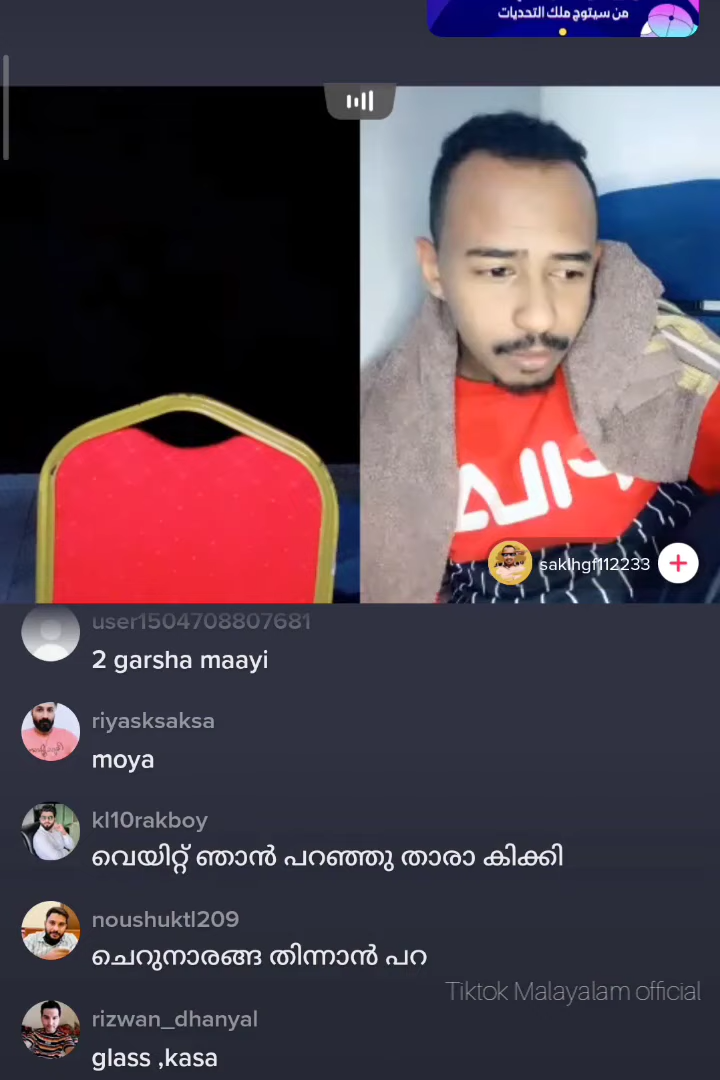 من سيتوج ملك التحديات
saklhgf112233
user1504708807681
2 garsha maayi
riyasksaksa
moya
kl10rakboy
വെയിറ്റ് ഞാൻ പറഞ്ഞു താരാ കിക്കി
noushuktl209
ചെറുനാരങ്ങ തിന്നാൻ പറ
Tiktok Malayalam official
rizwan_dhanyal
glass ,kasa